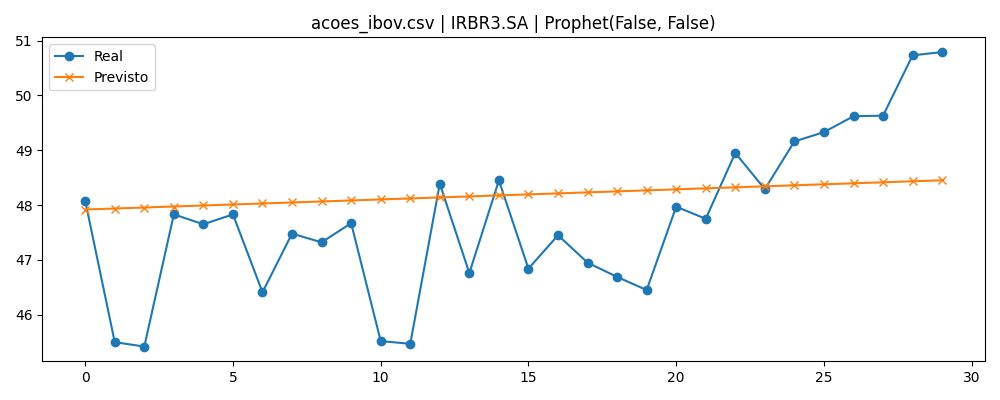 acoes_ibov.csv | IRBR3.SA | Prophet(False, False)
Real
Previsto
51
50
49
48
47
46
0 5 10 15 20 25 30